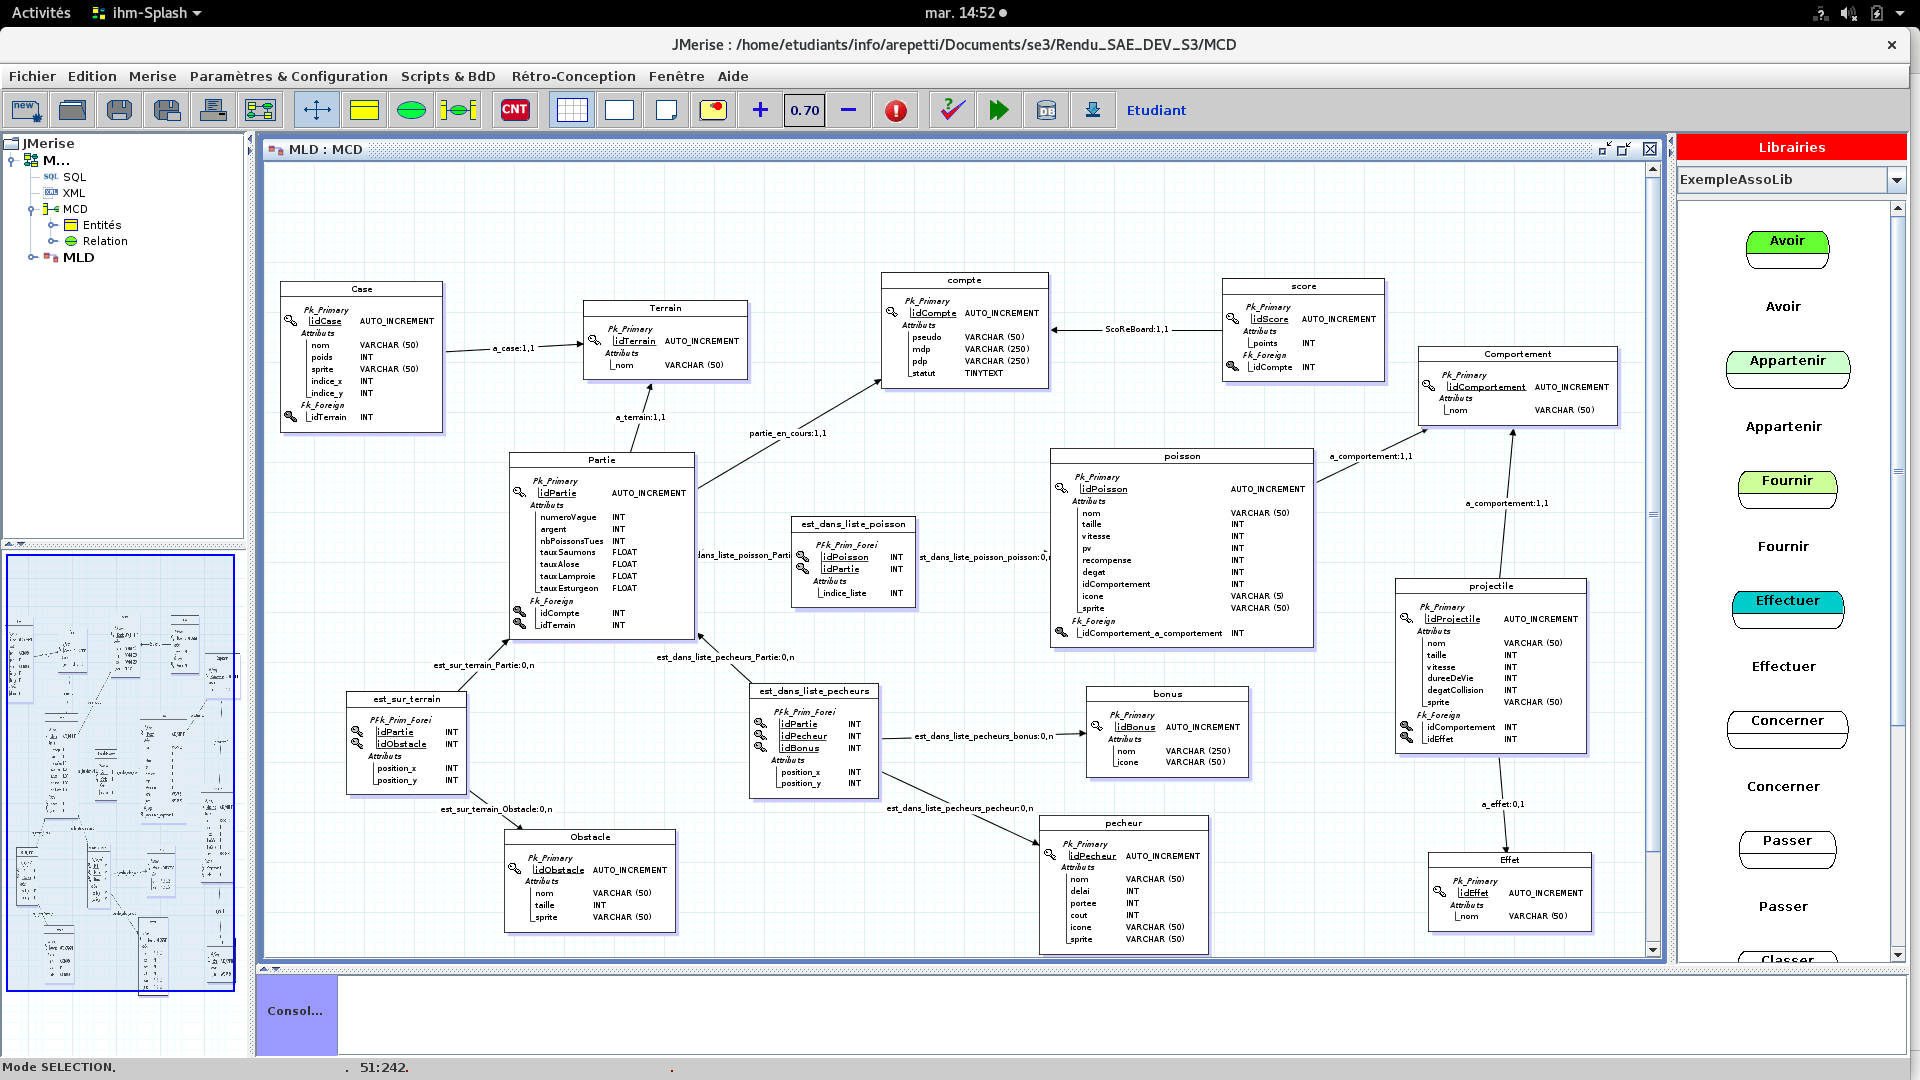 Activités
ihm-Splash
mar. 14:52
JMerise : /home/etudiants/info/arepetti/Documents/se3/Rendu_SAE_DEV_S3/MCD
Fichier Edition Merise Paramètres & Configuration Scripts & BdD Rétro-Conception Fenêtre Aide
new CNT 0.70 DB Etudiant
JMerise
M...
SQL
XML
MCD
Entités
Relation
MLD
MLD : MCD
Case
Pk_Primary
idCase AUTO_INCREMENT
Attributs
nom VARCHAR (50)
poids INT
sprite VARCHAR (50)
indice_x INT
indice_y INT
Fk_Foreign
idTerrain INT
a_case:1,1
Terrain
Pk_Primary
idTerrain AUTO_INCREMENT
Attributs
nom VARCHAR (50)
a_terrain:1,1
compte
Pk_Primary
idCompte AUTO_INCREMENT
Attributs
pseudo VARCHAR (50)
mdp VARCHAR (250)
pdp VARCHAR (250)
statut TINYTEXT
partie_en_cours:1,1
ScoReBoard:1,1
score
Pk_Primary
idScore AUTO_INCREMENT
Attributs
points INT
Fk_Foreign
idCompte INT
Comportement
Pk_Primary
idComportement AUTO_INCREMENT
Attributs
nom VARCHAR (50)
a_comportement:1,1
a_comportement:1,1
Partie
Pk_Primary
idPartie AUTO_INCREMENT
Attributs
numeroVague INT
argent INT
nbPoissonsTues INT
tauxSaumons FLOAT
tauxAlose FLOAT
tauxLamproie FLOAT
tauxEsturgeon FLOAT
Fk_Foreign
idCompte INT
idTerrain INT
dans_liste_poisson_Parti
est_dans_liste_poisson
PFk_Prim_Forei
idPoisson INT
idPartie INT
Attributs
indice_liste INT
st_dans_liste_poisson_poisson:0,
poisson
Pk_Primary
idPoisson AUTO_INCREMENT
Attributs
nom VARCHAR (50)
taille INT
vitesse INT
pv INT
recompense INT
degat INT
idComportement INT
icone VARCHAR (5)
sprite VARCHAR (50)
Fk_Foreign
idComportement_a_comportement INT
projectile
Pk_Primary
idProjectile AUTO_INCREMENT
Attributs
nom VARCHAR (50)
taille INT
vitesse INT
dureeDeVie INT
degatCollision INT
sprite VARCHAR (50)
Fk_Foreign
idComportement INT
idEffet INT
a_effet:0,1
Effet
Pk_Primary
idEffet AUTO_INCREMENT
Attributs
nom VARCHAR (50)
est_sur_terrain_Partie:0,n
est_dans_liste_pecheurs_Partie:0,n
est_sur_terrain
PFk_Prim_Forei
idPartie INT
idObstacle INT
Attributs
position_x INT
position_y INT
est_sur_terrain_Obstacle:0,n
est_dans_liste_pecheurs
PFk_Prim_Forei
idPartie INT
idPecheur INT
idBonus INT
Attributs
position_x INT
position_y INT
est_dans_liste_pecheurs_bonus:0,n
est_dans_liste_pecheurs_pecheur:0,n
bonus
Pk_Primary
idBonus AUTO_INCREMENT
Attributs
nom VARCHAR (250)
icone VARCHAR (50)
Obstacle
Pk_Primary
idObstacle AUTO_INCREMENT
Attributs
nom VARCHAR (50)
taille INT
sprite VARCHAR (50)
pecheur
Pk_Primary
idPecheur AUTO_INCREMENT
Attributs
nom VARCHAR (50)
delai INT
portee INT
cout INT
icone VARCHAR (50)
sprite VARCHAR (50)
Librairies
ExempleAssoLib
Avoir
Avoir
Appartenir
Appartenir
Fournir
Fournir
Effectuer
Effectuer
Concerner
Concerner
Passer
Passer
Classer
Consol...
Mode SELECTION. . 51:242. .